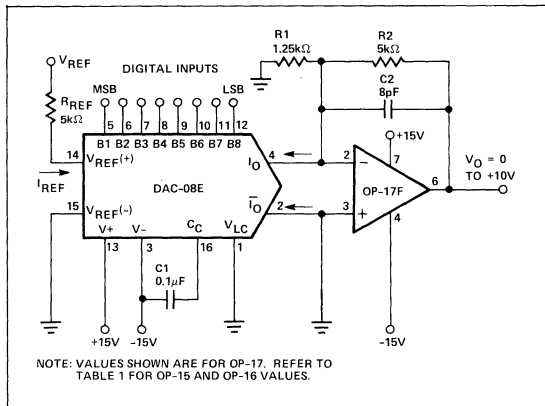 R1
1.25kΩ
R2
5kΩ
C2
8pF
VREF
DIGITAL INPUTS
MSB
LSB
RREF
5kΩ
5 6 7 8 9 10 11 12
B1 B2 B3 B4 B5 B6 B7 B8
+15V
14
VREF(+)
IO
4
2
−
7
6
VO = 0
TO +10V
IREF
DAC-08E
OP-17F
15
VREF(-)
IO
2
3
+
4
V+
V-
CC
VLC
13
3
16
1
C1
0.1μF
+15V
-15V
-15V
NOTE: VALUES SHOWN ARE FOR OP-17. REFER TO
TABLE 1 FOR OP-15 AND OP-16 VALUES.